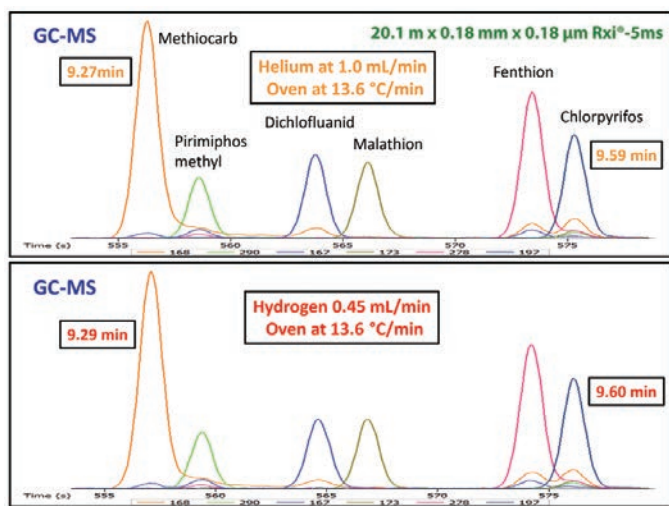 GC-MS
Methiocarb
20.1 m x 0.18 mm x 0.18 µm Rxi®-5ms
9.27min
Helium at 1.0 mL/min
Oven at 13.6 °C/min
Fenthion
Pirimiphos
methyl
Dichlofluanid
Malathion
Chlorpyrifos
9.59 min
Time (s) 555 560 565 570 575
168 290 167 173 278 197
GC-MS
9.29 min
Hydrogen 0.45 mL/min
Oven at 13.6 °C/min
9.60 min
Time (s) 555 560 565 570 575
168 290 167 173 278 197